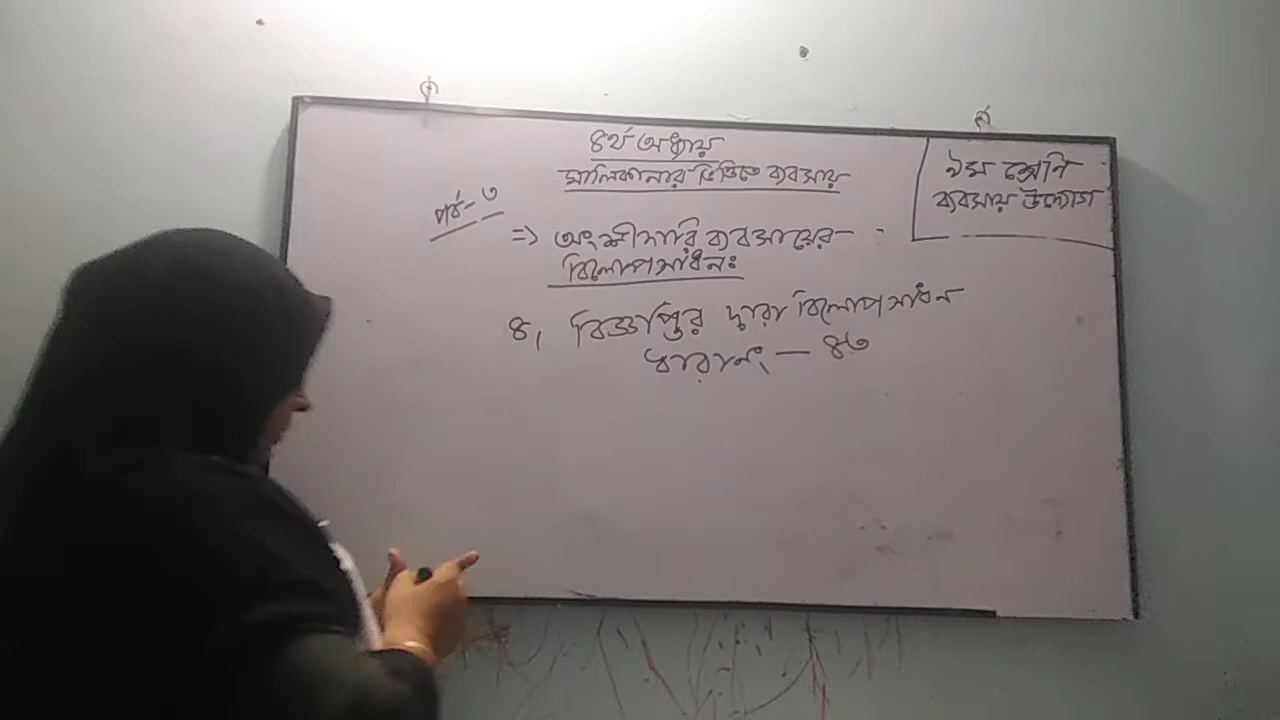 ৪র্থ অধ্যায়
মালিকানার ভিত্তিতে ব্যবসায়
৯ম শ্রেণি
ব্যবসায় উদ্যোগ
পর্ব- ৩
=> অংশীদারি ব্যবসায়ের
বিলোপসাধনঃ
৪, বিজ্ঞপ্তির দ্বারা বিলোপসাধন
ধারানং — ৪৩